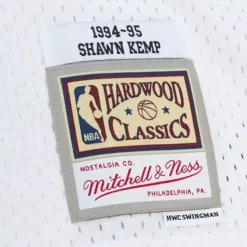 1994-95
SHAWN KEMP
HARDWOOD
CLASSICS
NBA
NOSTALGIA CO.
Mitchell & Ness
PHILADELPHIA, PA.
HWC SWINGMAN